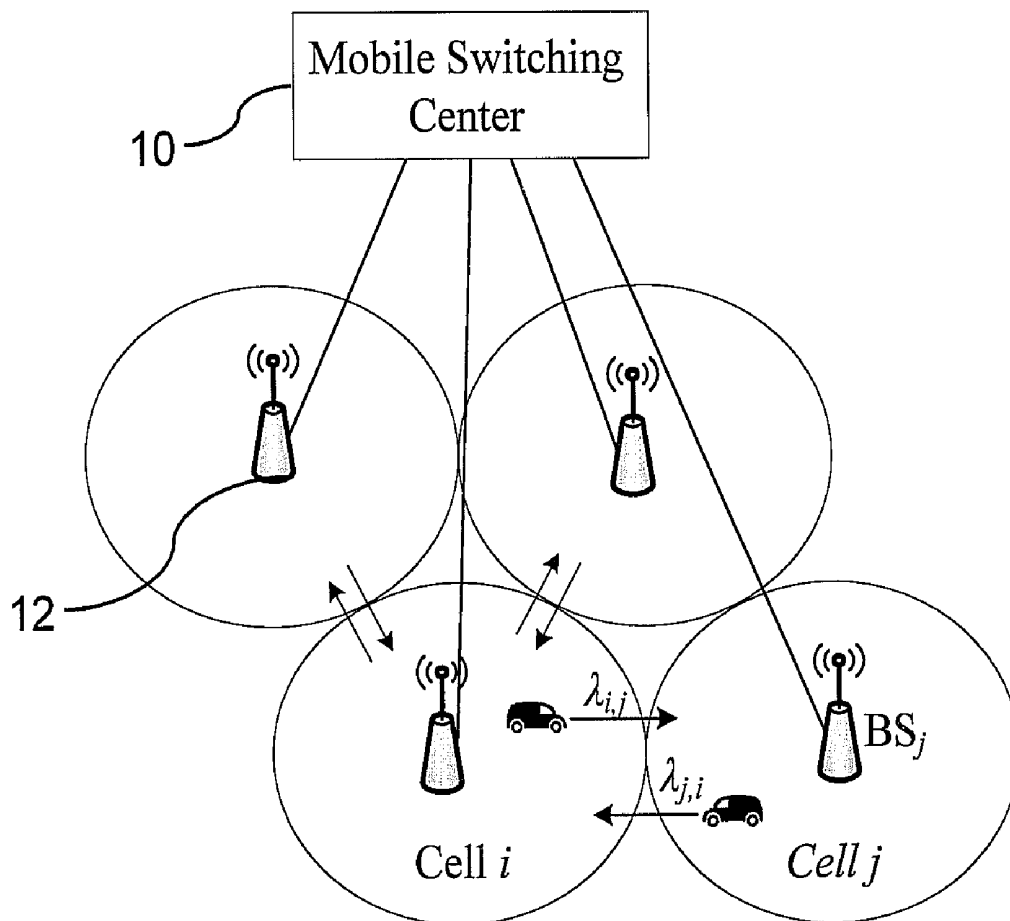 Mobile Switching
Center
10
12
λi,j
BSj
λj,i
Cell i
Cell j